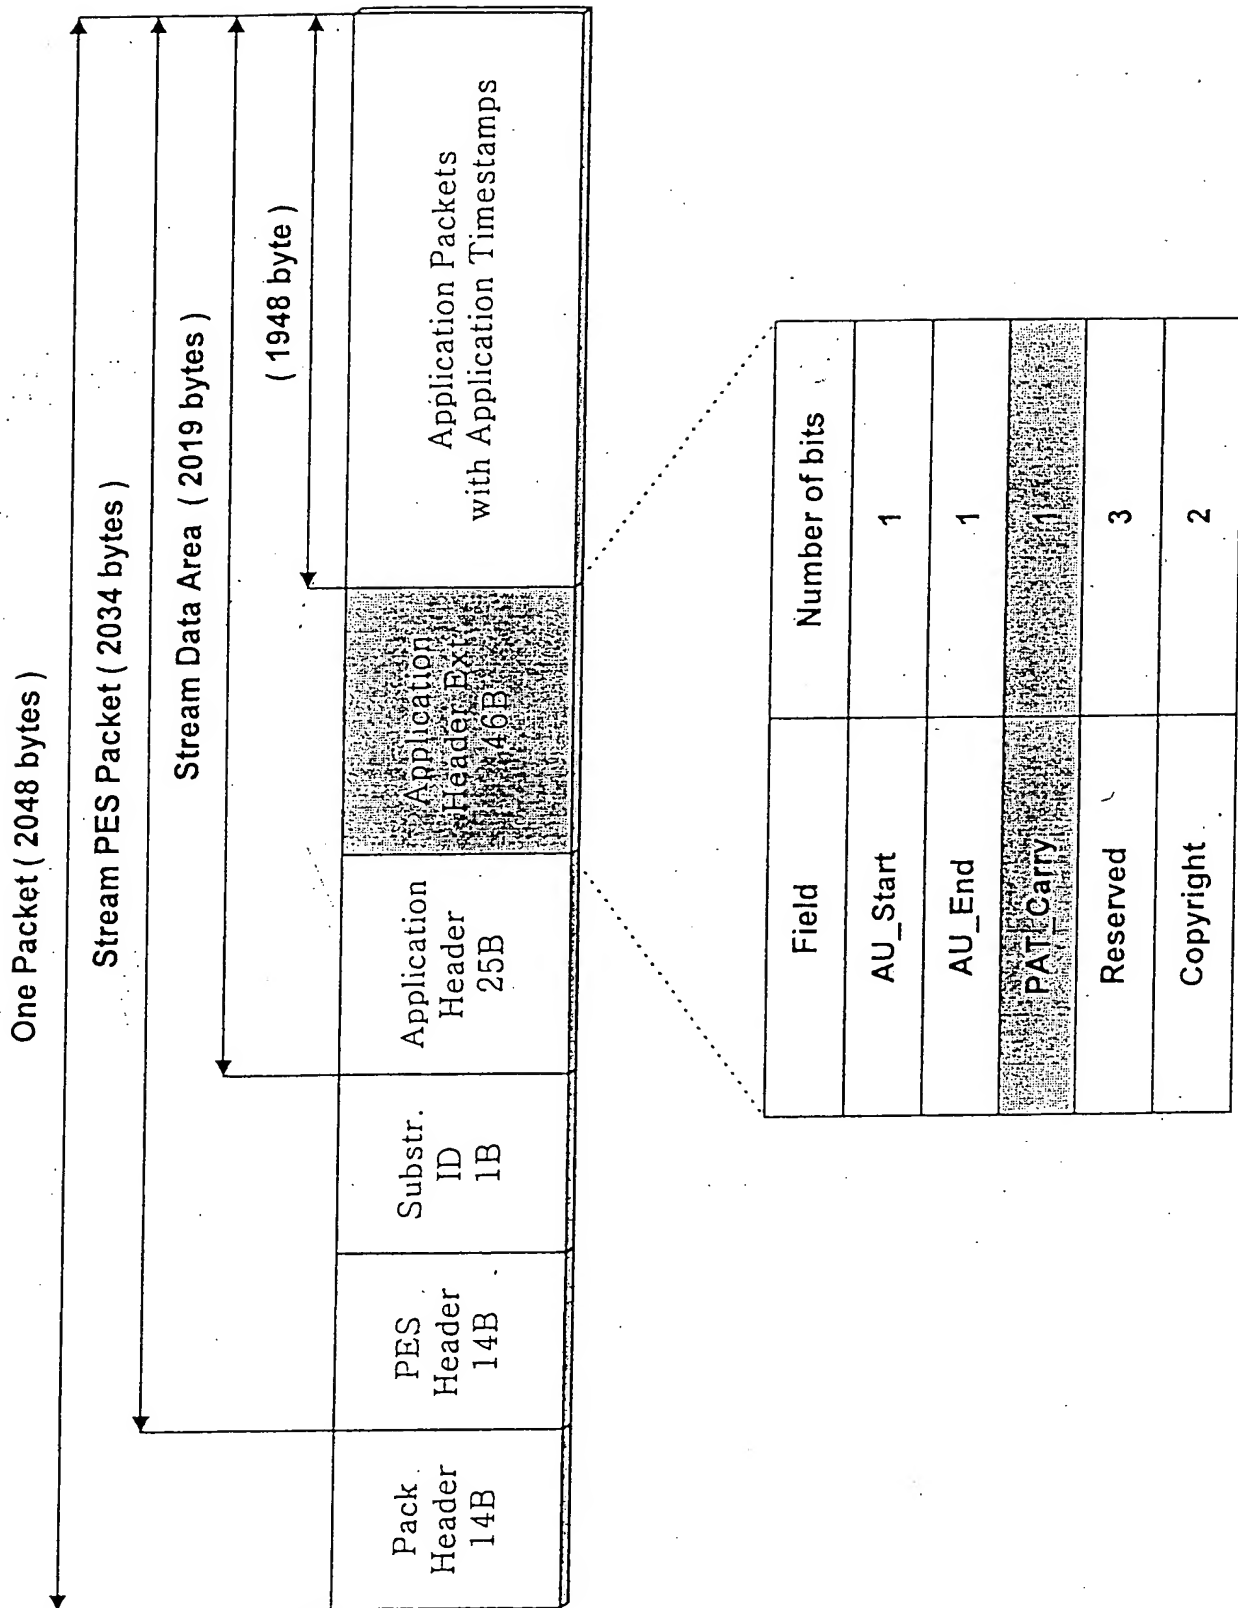 One Packet ( 2048 bytes )
Stream PES Packet ( 2034 bytes )
Stream Data Area ( 2019 bytes )
( 1948 byte )
Pack
Header
14B
PES
Header
14B
Substr.
ID
1B
Application
Header
25B
Application
Header Ext.
46B
Application Packets
with Application Timestamps
Field Number of bits
AU_Start 1
AU_End 1
PAT_Carry 1
Reserved 3
Copyright 2